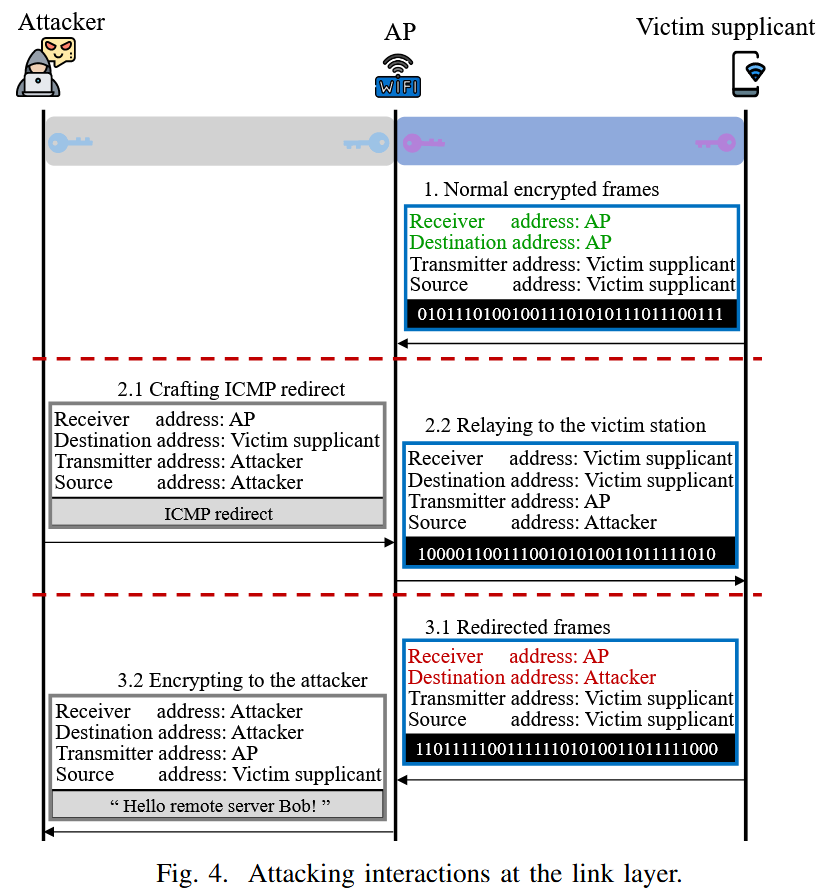 Attacker
AP
Victim supplicant
WIFI
1. Normal encrypted frames
Receiver address: AP
Destination address: AP
Transmitter address: Victim supplicant
Source address: Victim supplicant
010111010010011101010111011100111
2.1 Crafting ICMP redirect
Receiver address: AP
Destination address: Victim supplicant
Transmitter address: Attacker
Source address: Attacker
ICMP redirect
2.2 Relaying to the victim station
Receiver address: Victim supplicant
Destination address: Victim supplicant
Transmitter address: AP
Source address: Attacker
100001100111001010100110111111010
3.1 Redirected frames
Receiver address: AP
Destination address: Attacker
Transmitter address: Victim supplicant
Source address: Victim supplicant
110111110011111101010011011111000
3.2 Encrypting to the attacker
Receiver address: Attacker
Destination address: Attacker
Transmitter address: AP
Source address: Victim supplicant
“ Hello remote server Bob! ”
Fig. 4. Attacking interactions at the link layer.